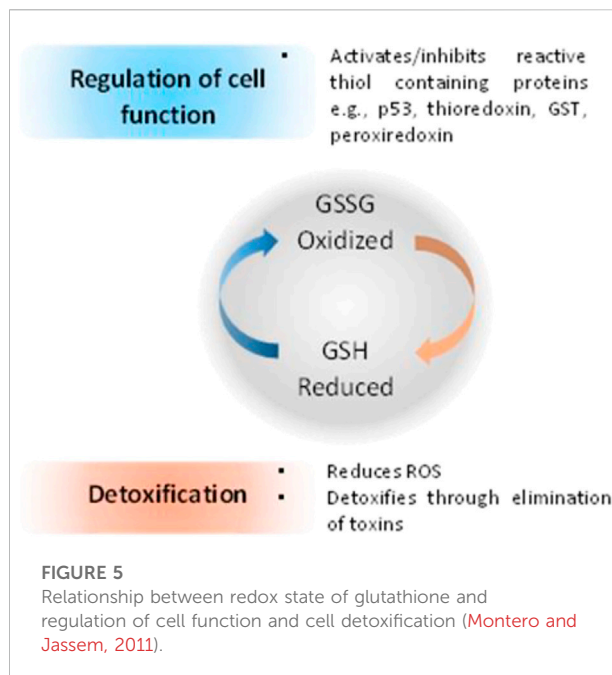 Regulation of cell
function
▪ Activates/inhibits reactive
thiol containing proteins
e.g., p53, thioredoxin, GST,
peroxiredoxin
GSSG
Oxidized
GSH
Reduced
Detoxification
▪ Reduces ROS
▪ Detoxifies through elimination
of toxins
FIGURE 5
Relationship between redox state of glutathione and
regulation of cell function and cell detoxification (Montero and
Jassem, 2011).